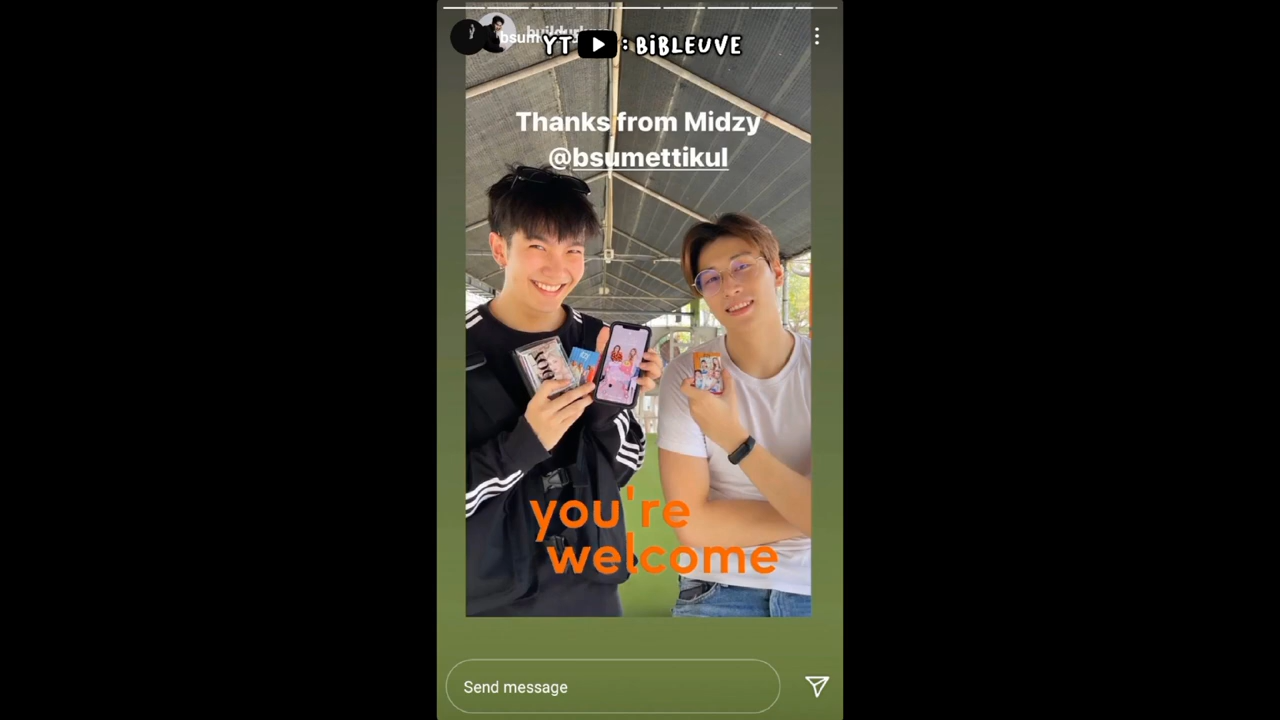 YT : BiBLEUVE
Thanks from Midzy
@bsumettikul
you're
welcome
Send message